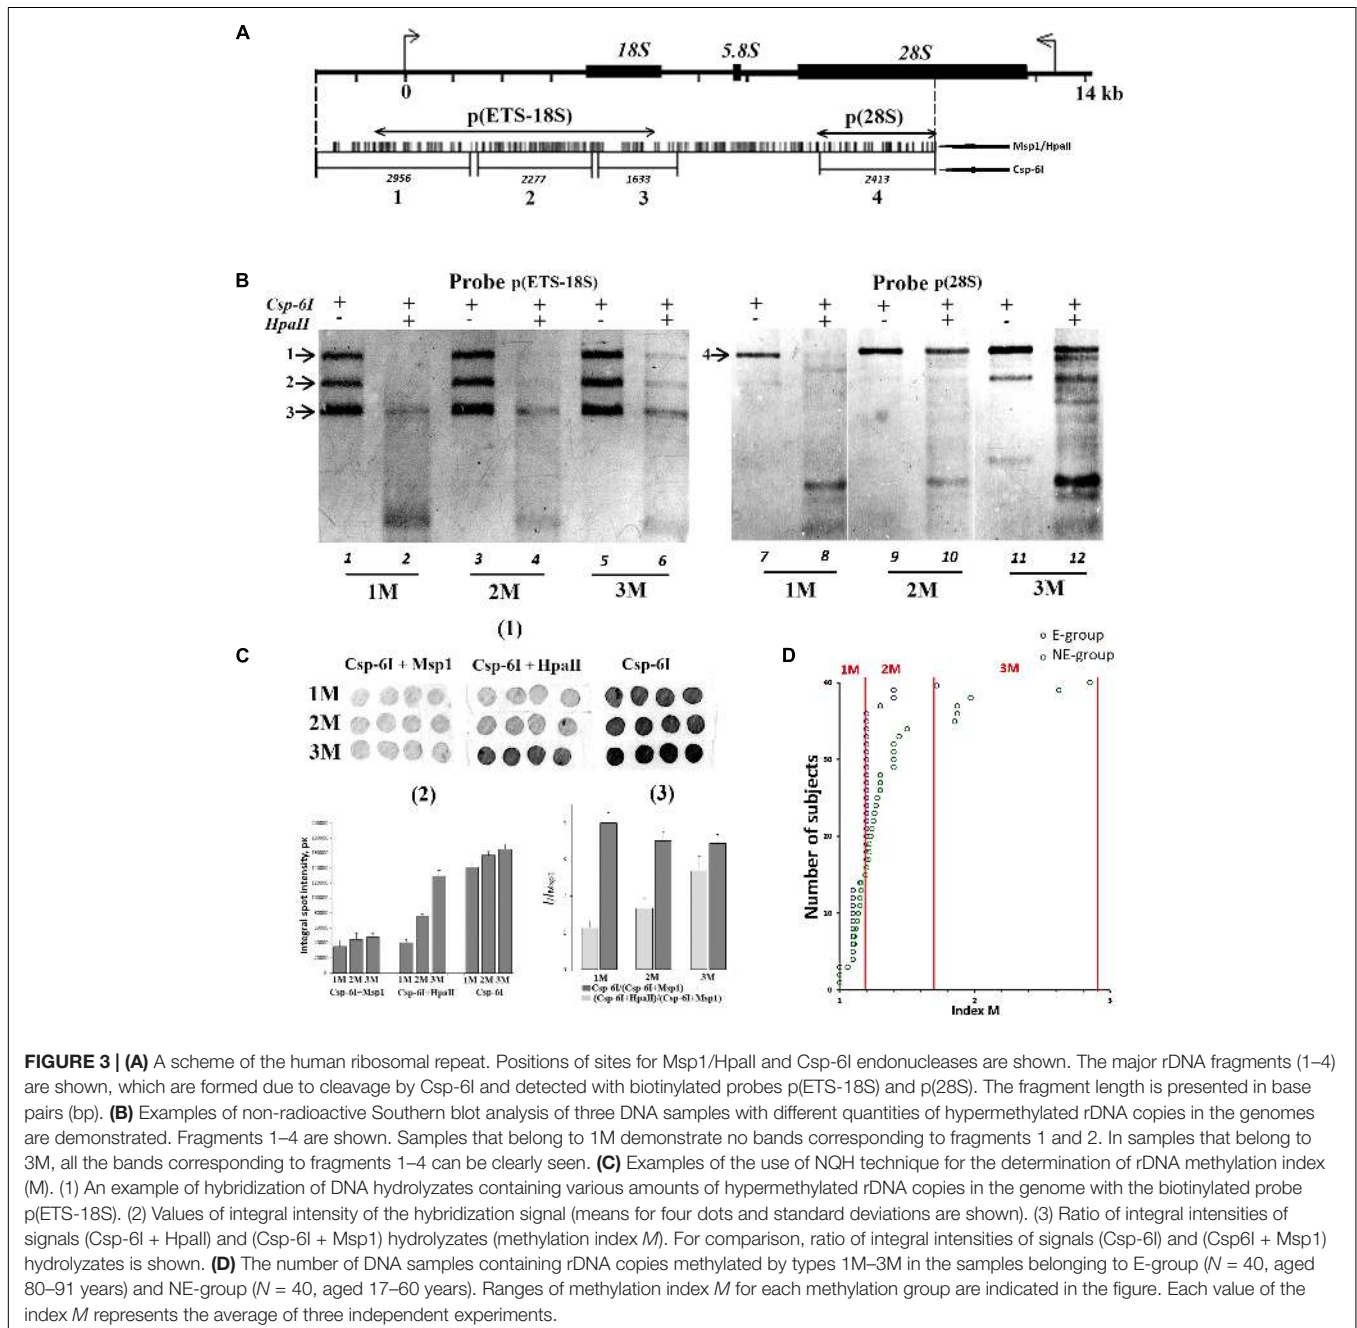 A
18S 5.8S 28S
0 14 kb
p(ETS-18S) p(28S)
Msp1/HpaII
2956 2277 1633 2413 Csp-6I
1 2 3 4
B
Probe p(ETS-18S) Probe p(28S)
Csp-6I + + + + + + + + + + + +
HpaII - + - + - + - + - + - +
1
2
3
4
1 2 3 4 5 6 7 8 9 10 11 12
1M 2M 3M 1M 2M 3M
(1)
C
Csp-6I + Msp1 Csp-6I + HpaII Csp-6I
1M
2M
3M
(2) (3)
Integral spot intensity, px
1M 2M 3M 1M 2M 3M 1M 2M 3M
Csp-6I+Msp1 Csp-6I+HpaII Csp-6I
1M 2M 3M
Csp-6I/(Csp-6I+Msp1)
(Csp-6I+HpaII)/(Csp-6I+Msp1)
D
E-group
NE-group
1M 2M 3M
Number of subjects
40
30
20
10
0
1 2 3
Index M
FIGURE 3 | (A) A scheme of the human ribosomal repeat. Positions of sites for Msp1/HpaII and Csp-6I endonucleases are shown. The major rDNA fragments (1–4)
are shown, which are formed due to cleavage by Csp-6I and detected with biotinylated probes p(ETS-18S) and p(28S). The fragment length is presented in base
pairs (bp). (B) Examples of non-radioactive Southern blot analysis of three DNA samples with different quantities of hypermethylated rDNA copies in the genomes
are demonstrated. Fragments 1–4 are shown. Samples that belong to 1M demonstrate no bands corresponding to fragments 1 and 2. In samples that belong to
3M, all the bands corresponding to fragments 1–4 can be clearly seen. (C) Examples of the use of NQH technique for the determination of rDNA methylation index
(M). (1) An example of hybridization of DNA hydrolyzates containing various amounts of hypermethylated rDNA copies in the genome with the biotinylated probe
p(ETS-18S). (2) Values of integral intensity of the hybridization signal (means for four dots and standard deviations are shown). (3) Ratio of integral intensities of
signals (Csp-6I + HpaII) and (Csp-6I + Msp1) hydrolyzates (methylation index M). For comparison, ratio of integral intensities of signals (Csp-6I) and (Csp6I + Msp1)
hydrolyzates is shown. (D) The number of DNA samples containing rDNA copies methylated by types 1M–3M in the samples belonging to E-group (N = 40, aged
80–91 years) and NE-group (N = 40, aged 17–60 years). Ranges of methylation index M for each methylation group are indicated in the figure. Each value of the
index M represents the average of three independent experiments.